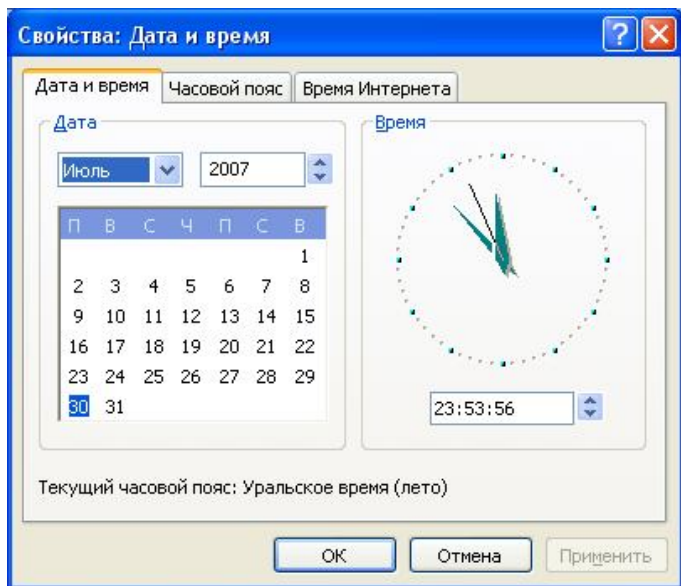 Свойства: Дата и время
Дата и время Часовой пояс Время Интернета
Дата
Июль 2007
П В С Ч П С В
1
2 3 4 5 6 7 8
9 10 11 12 13 14 15
16 17 18 19 20 21 22
23 24 25 26 27 28 29
30 31
Время
23:53:56
Текущий часовой пояс: Уральское время (лето)
ОК Отмена Применить